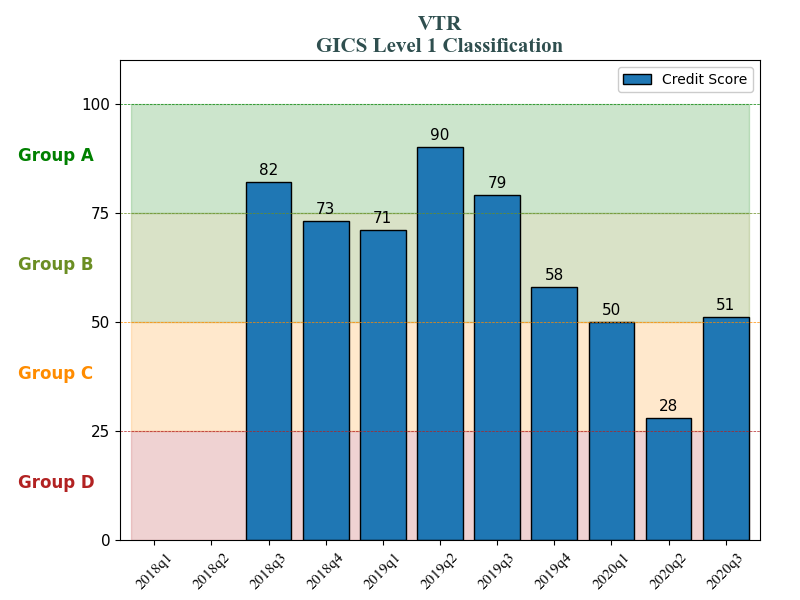 VTR
GICS Level 1 Classification
Credit Score
100
75
50
25
0
Group A
Group B
Group C
Group D
82
73
71
90
79
58
50
28
51
2018q1
2018q2
2018q3
2018q4
2019q1
2019q2
2019q3
2019q4
2020q1
2020q2
2020q3